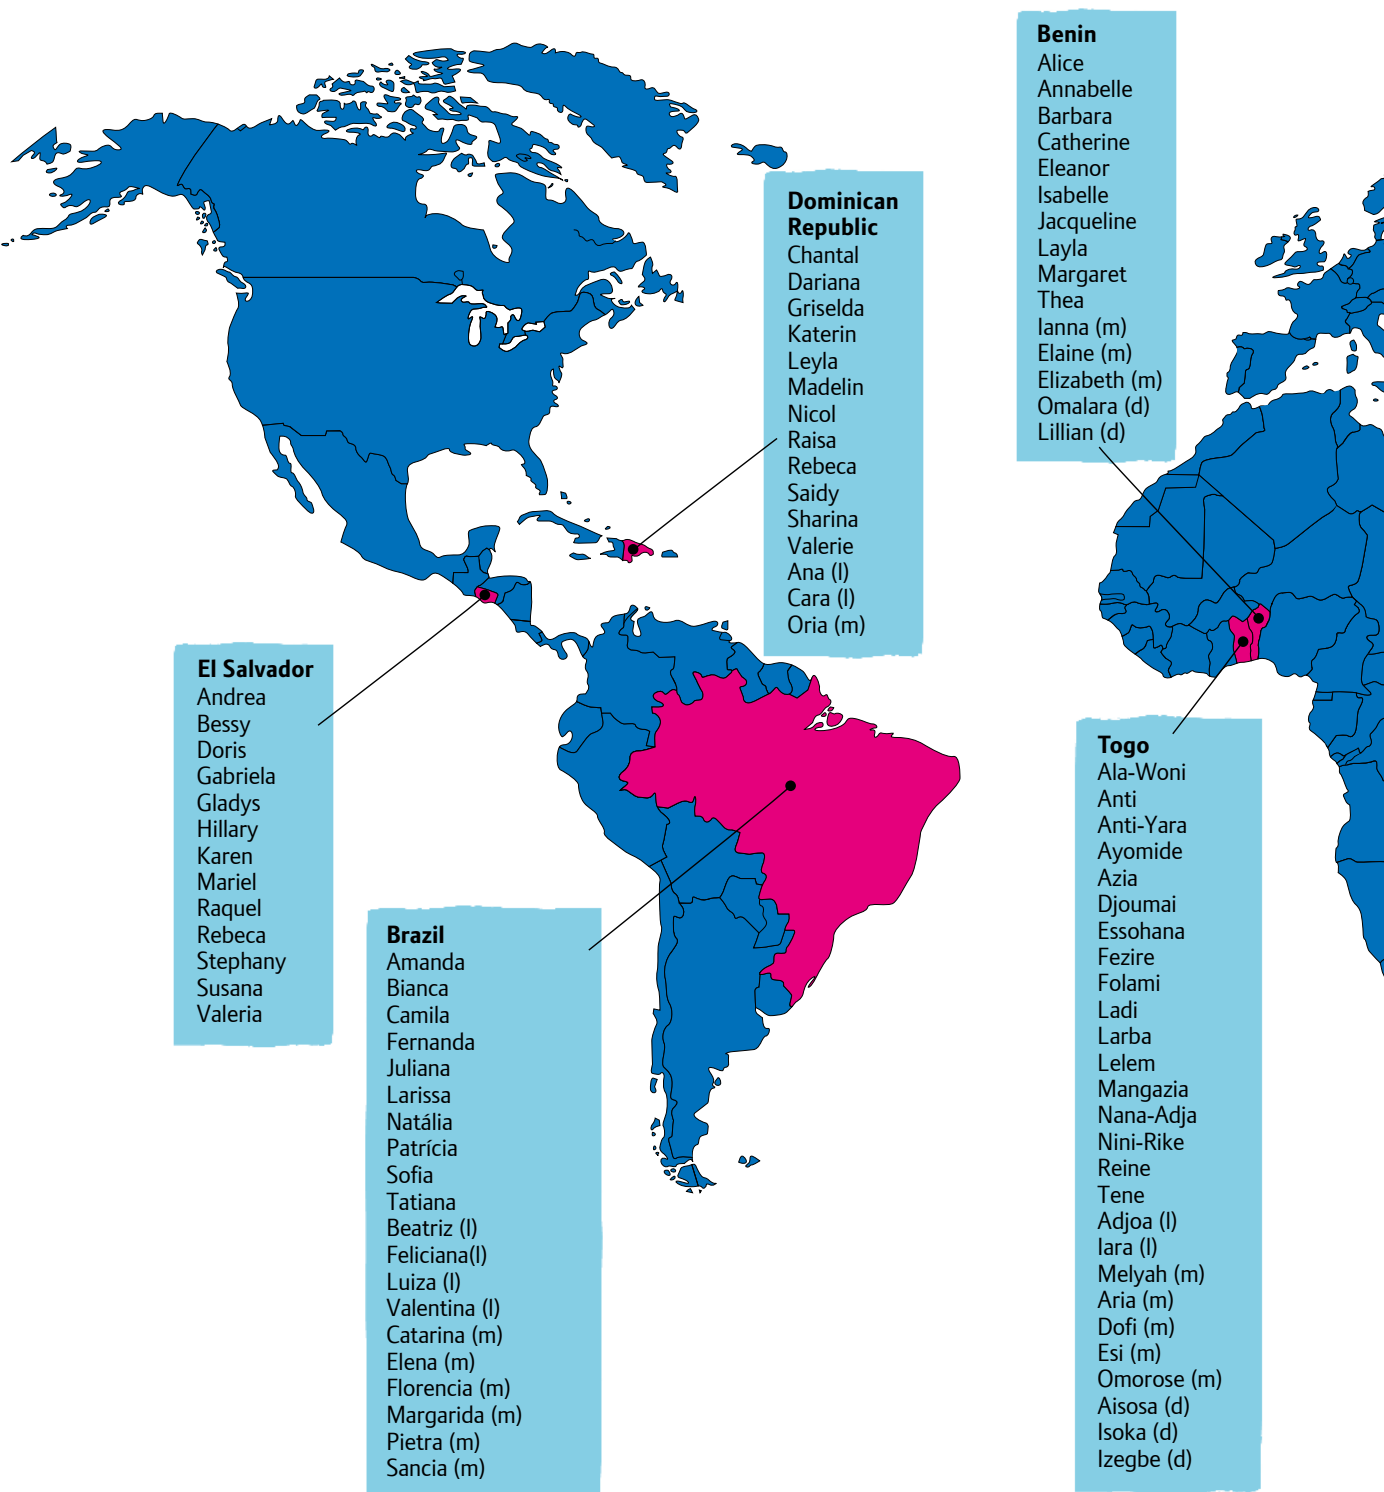 Benin
Alice
Annabelle
Barbara
Catherine
Eleanor
Isabelle
Jacqueline
Layla
Margaret
Thea
Ianna (m)
Elaine (m)
Elizabeth (m)
Omalara (d)
Lillian (d)
Dominican
Republic
Chantal
Dariana
Griselda
Katerin
Leyla
Madelin
Nicol
Raisa
Rebeca
Saidy
Sharina
Valerie
Ana (l)
Cara (l)
Oria (m)
El Salvador
Andrea
Bessy
Doris
Gabriela
Gladys
Hillary
Karen
Mariel
Raquel
Rebeca
Stephany
Susana
Valeria
Brazil
Amanda
Bianca
Camila
Fernanda
Juliana
Larissa
Natália
Patrícia
Sofia
Tatiana
Beatriz (l)
Feliciana(l)
Luiza (l)
Valentina (l)
Catarina (m)
Elena (m)
Florencia (m)
Margarida (m)
Pietra (m)
Sancia (m)
Togo
Ala-Woni
Anti
Anti-Yara
Ayomide
Azia
Djoumai
Essohana
Fezire
Folami
Ladi
Larba
Lelem
Mangazia
Nana-Adja
Nini-Rike
Reine
Tene
Adjoa (l)
Iara (l)
Melyah (m)
Aria (m)
Dofi (m)
Esi (m)
Omorose (m)
Aisosa (d)
Isoka (d)
Izegbe (d)